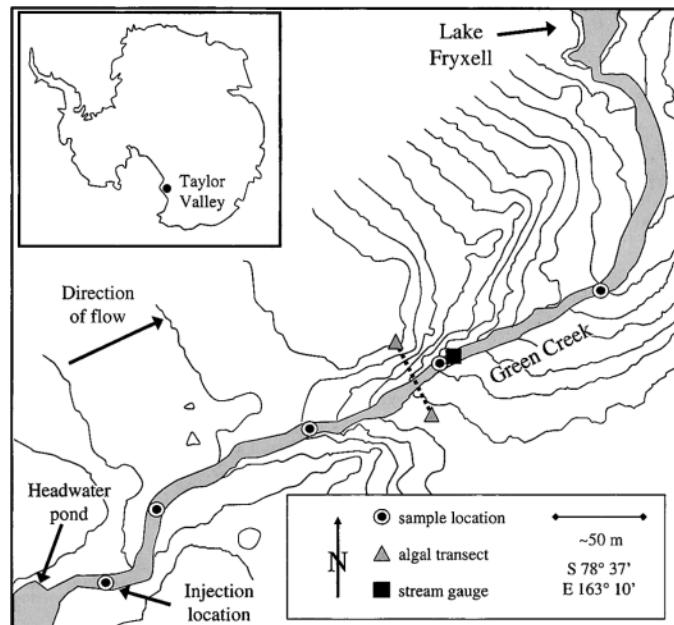 Lake
Fryxell
Taylor
Valley
Direction
of flow
Green Creek
Headwater
pond
Injection
location
N
sample location
algal transect
stream gauge
~50 m
S 78° 37'
E 163° 10'